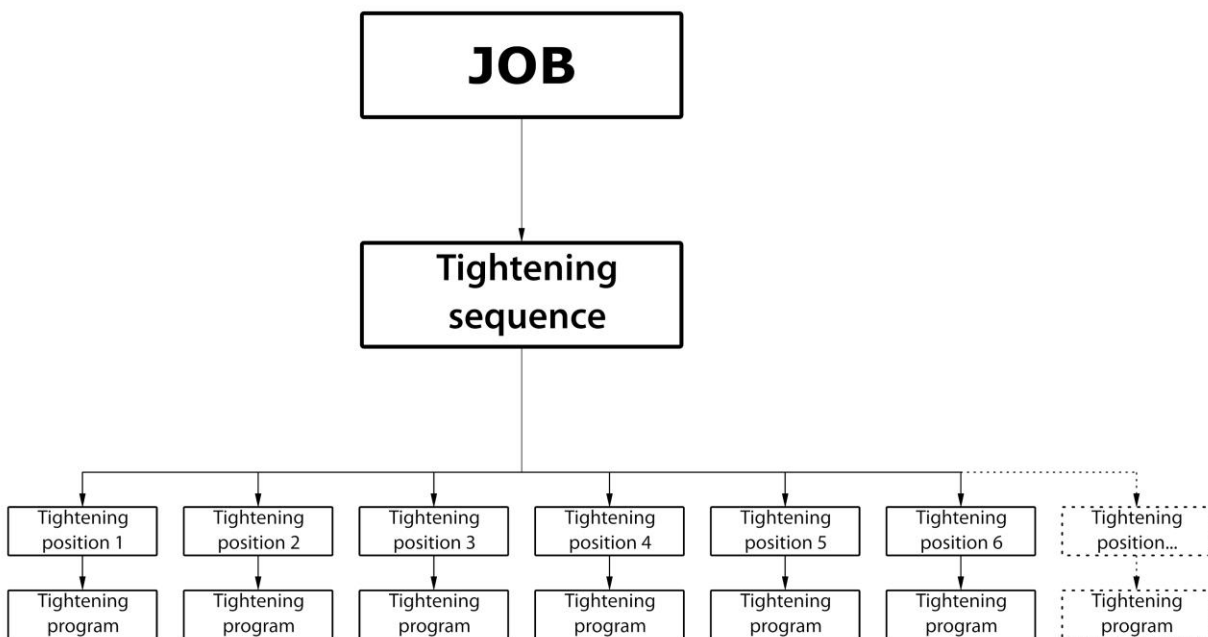 JOB
Tightening
sequence
Tightening
position 1
Tightening
position 2
Tightening
position 3
Tightening
position 4
Tightening
position 5
Tightening
position 6
Tightening
position...
Tightening
program
Tightening
program
Tightening
program
Tightening
program
Tightening
program
Tightening
program
Tightening
program